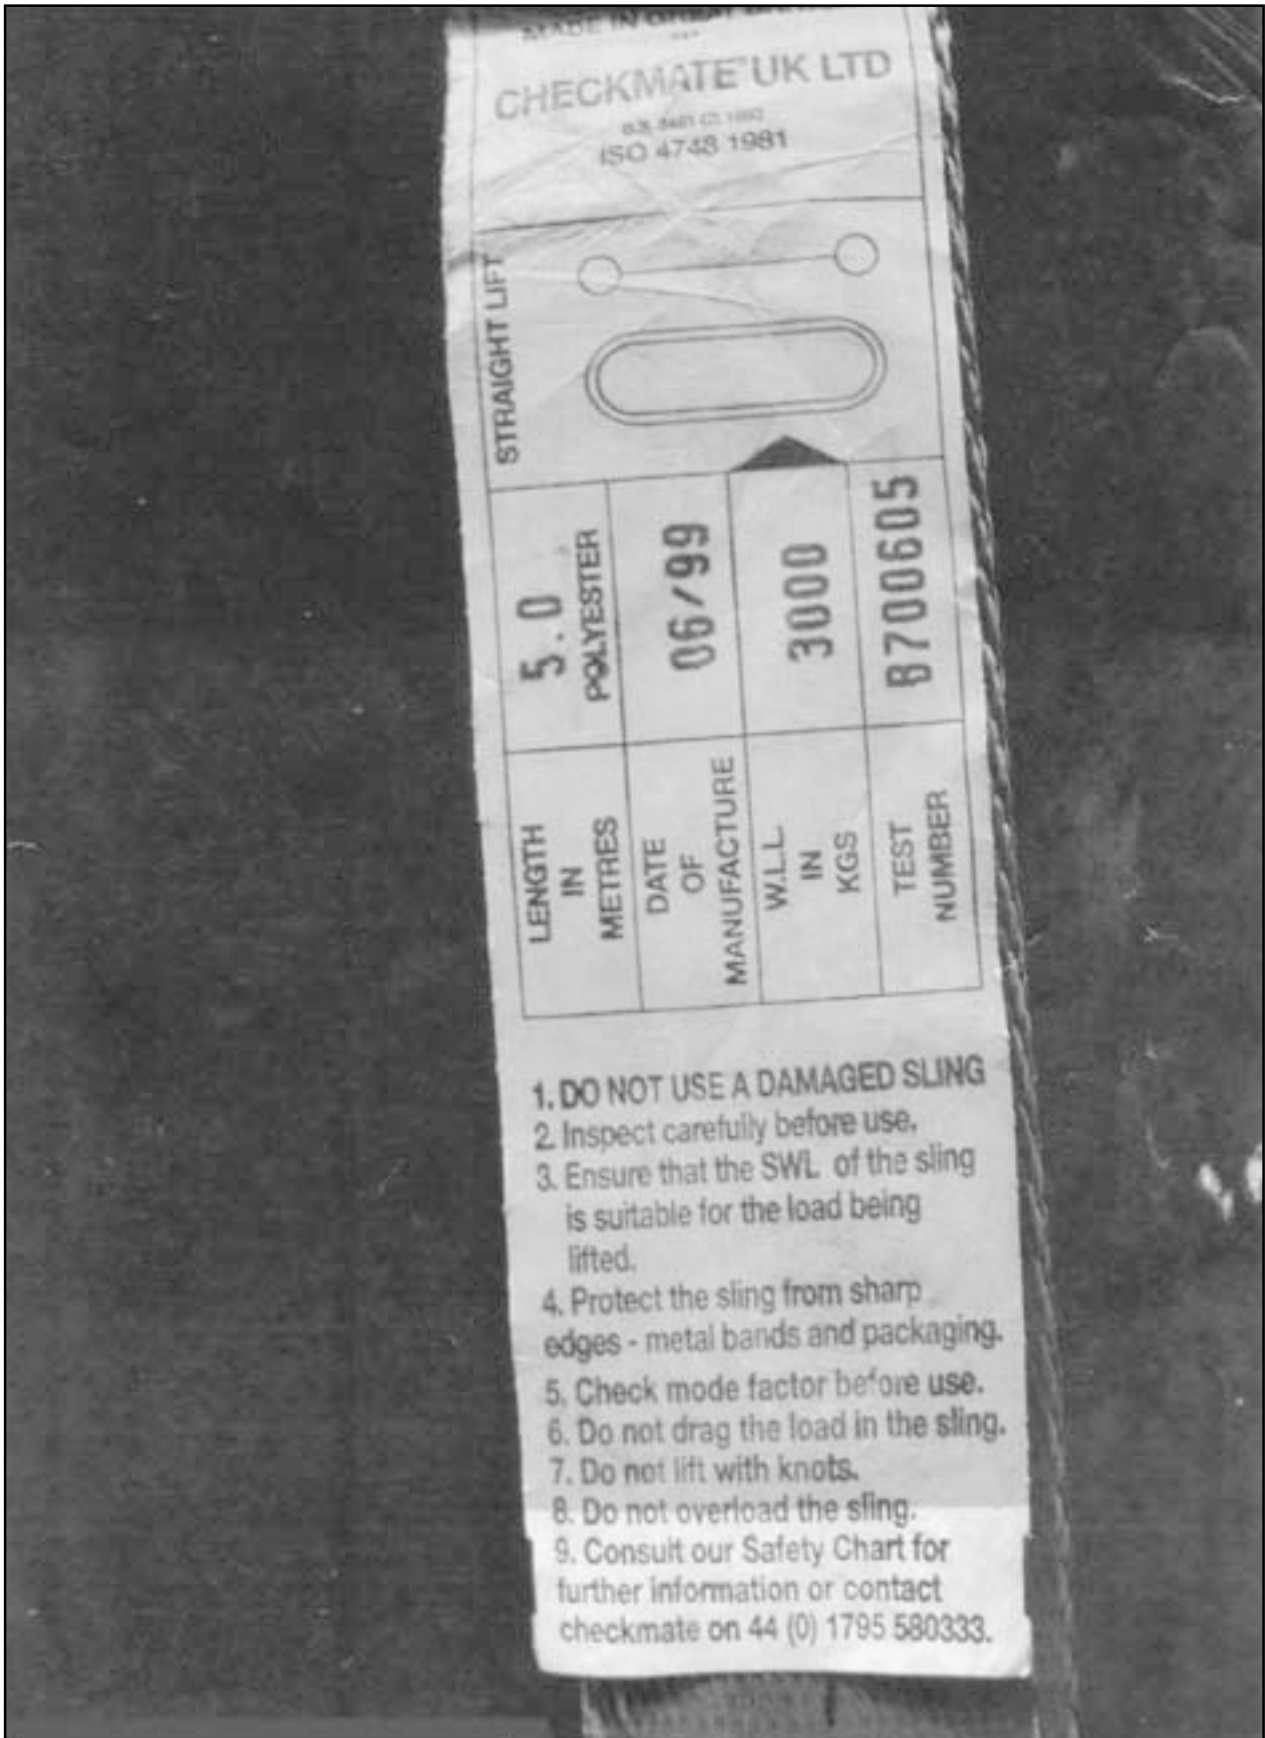 MADE IN GREAT
CHECKMATE UK LTD
ISO 4748 1981
STRAIGHT LIFT
LENGTH
IN
METRES
5.0
POLYESTER
DATE
OF
MANUFACTURE
06/99
W.L.L.
IN
KGS
3000
TEST
NUMBER
8700605
1. DO NOT USE A DAMAGED SLING
2. Inspect carefully before use.
3. Ensure that the SWL of the sling
is suitable for the load being
lifted.
4. Protect the sling from sharp
edges - metal bands and packaging.
5. Check mode factor before use.
6. Do not drag the load in the sling.
7. Do not lift with knots.
8. Do not overload the sling.
9. Consult our Safety Chart for
further information or contact
checkmate on 44 (0) 1795 580333.